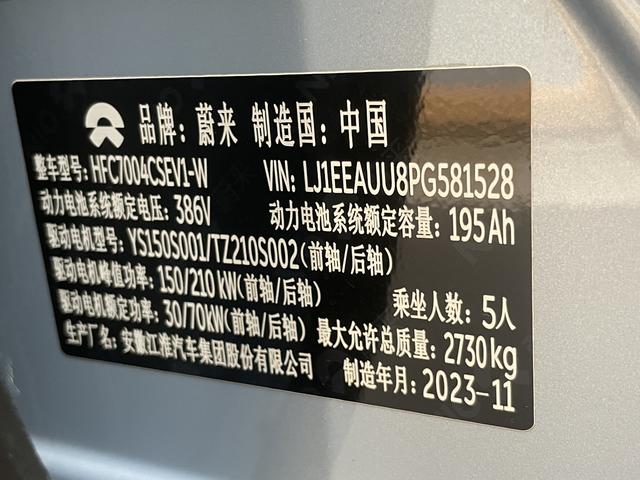 品牌：蔚来 制造国：中国
整车型号：HFC7004CSEV1-W VIN：LJ1EEAUU8PG581528
动力电池系统额定电压：386V 动力电池系统额定容量：195Ah
驱动电机型号：YS150S001/TZ210S002(前轴/后轴)
驱动电机峰值功率：150/210kW(前轴/后轴) 乘坐人数：5人
驱动电机额定功率：30/70kW(前轴/后轴) 最大允许总质量：2730kg
生产厂名：安徽江淮汽车集团股份有限公司 制造年月：2023-11